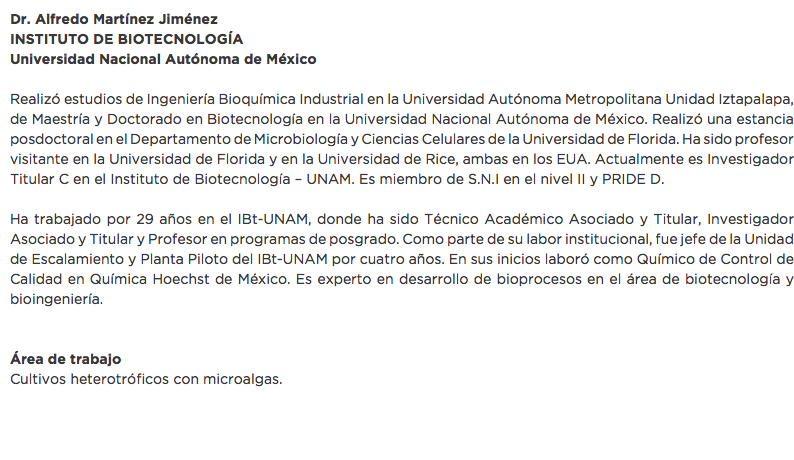 Dr. Alfredo Martínez Jiménez
INSTITUTO DE BIOTECNOLOGÍA
Universidad Nacional Autónoma de México
Realizó estudios de Ingeniería Bioquímica Industrial en la Universidad Autónoma Metropolitana Unidad Iztapalapa,
de Maestría y Doctorado en Biotecnología en la Universidad Nacional Autónoma de México. Realizó una estancia
posdoctoral en el Departamento de Microbiología y Ciencias Celulares de la Universidad de Florida. Ha sido profesor
visitante en la Universidad de Florida y en la Universidad de Rice, ambas en los EUA. Actualmente es Investigador
Titular C en el Instituto de Biotecnología – UNAM. Es miembro de S.N.I en el nivel II y PRIDE D.
Ha trabajado por 29 años en el IBt-UNAM, donde ha sido Técnico Académico Asociado y Titular, Investigador
Asociado y Titular y Profesor en programas de posgrado. Como parte de su labor institucional, fue jefe de la Unidad
de Escalamiento y Planta Piloto del IBt-UNAM por cuatro años. En sus inicios laboró como Químico de Control de
Calidad en Química Hoechst de México. Es experto en desarrollo de bioprocesos en el área de biotecnología y
bioingeniería.
Área de trabajo
Cultivos heterotróficos con microalgas.